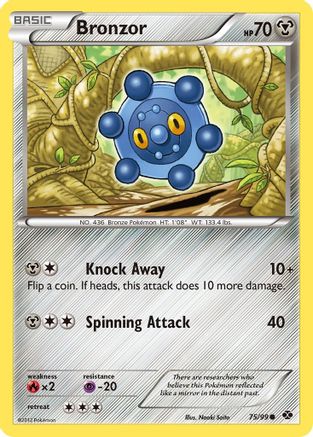 BASIC
Bronzor HP70
NO. 436 Bronze Pokémon HT: 1'08" WT: 133.4 lbs.
Knock Away 10+
Flip a coin. If heads, this attack does 10 more damage.
Spinning Attack 40
weakness resistance
×2 -20
retreat
There are researchers who
believe this Pokémon reflected
like a mirror in the distant past.
©2012 Pokémon Illus. Naoki Saito 75/99